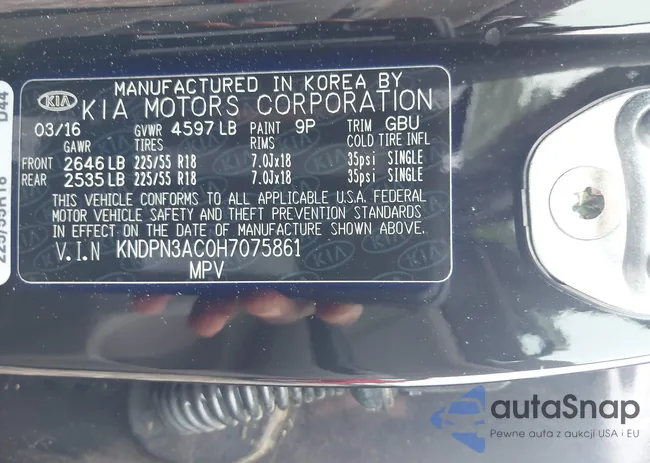 MANUFACTURED IN KOREA BY
KIA KIA MOTORS CORPORATION
03/16 GVWR 4597 LB PAINT 9P TRIM GBU
GAWR TIRES RIMS COLD TIRE INFL
FRONT 2646 LB 225/55 R18 7.0Jx18 35psi SINGLE
REAR 2535 LB 225/55 R18 7.0Jx18 35psi SINGLE
THIS VEHICLE CONFORMS TO ALL APPLICABLE U.S.A. FEDERAL
MOTOR VEHICLE SAFETY AND THEFT PREVENTION STANDARDS
IN EFFECT ON THE DATE OF MANUFACTURE SHOWN ABOVE.
V.I.N KNDPN3AC0H7075861
MPV
225/55R18
D44
autaSnap
Pewne auta z aukcji USA i EU